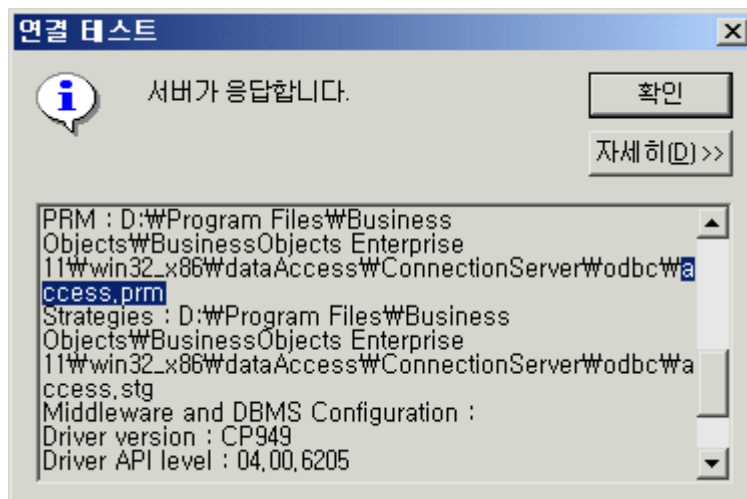 연결 테스트
서버가 응답합니다.
확인
자세히(D) >>
PRM : D:₩Program Files₩Business
Objects₩BusinessObjects Enterprise
11₩win32_x86₩dataAccess₩ConnectionServer₩odbc₩a
ccess.prm
Strategies : D:₩Program Files₩Business
Objects₩BusinessObjects Enterprise
11₩win32_x86₩dataAccess₩ConnectionServer₩odbc₩a
ccess.stg
Middleware and DBMS Configuration :
Driver version : CP949
Driver API level : 04.00.6205